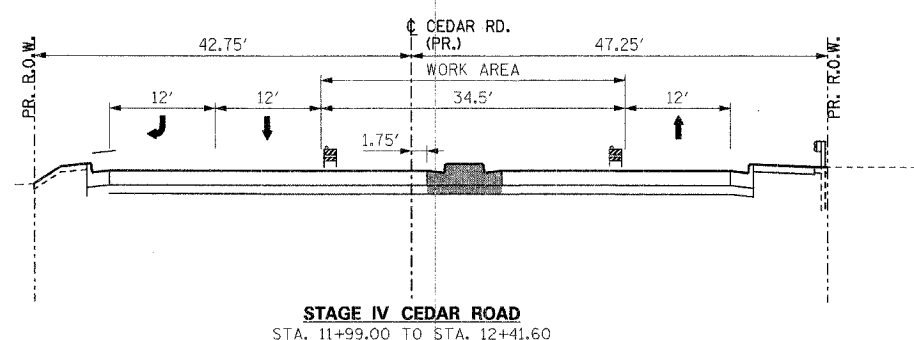 ℄ CEDAR RD.
(PR.)
PR. R.O.W.
42.75'
47.25'
PR. R.O.W.
WORK AREA
12'
12'
34.5'
12'
1.75'
STAGE IV CEDAR ROAD
STA. 11+99.00 TO STA. 12+41.60